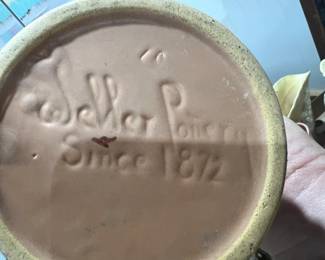 Weller Pottery
Since 1872